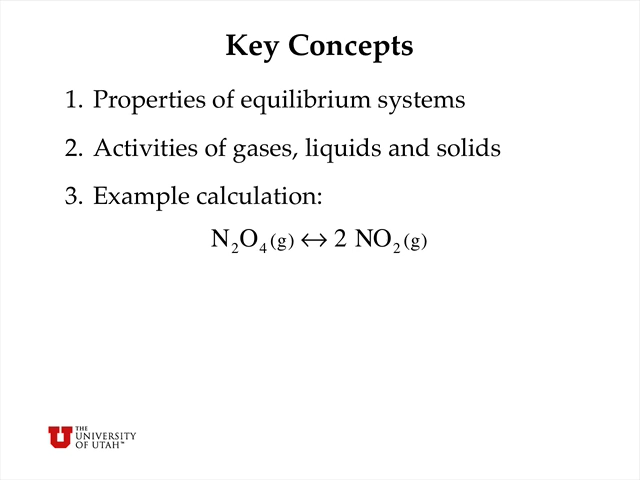 Key Concepts
1. Properties of equilibrium systems
2. Activities of gases, liquids and solids
3. Example calculation:
N₂O₄(g) ↔ 2 NO₂(g)
THE
UNIVERSITY
OF UTAH™